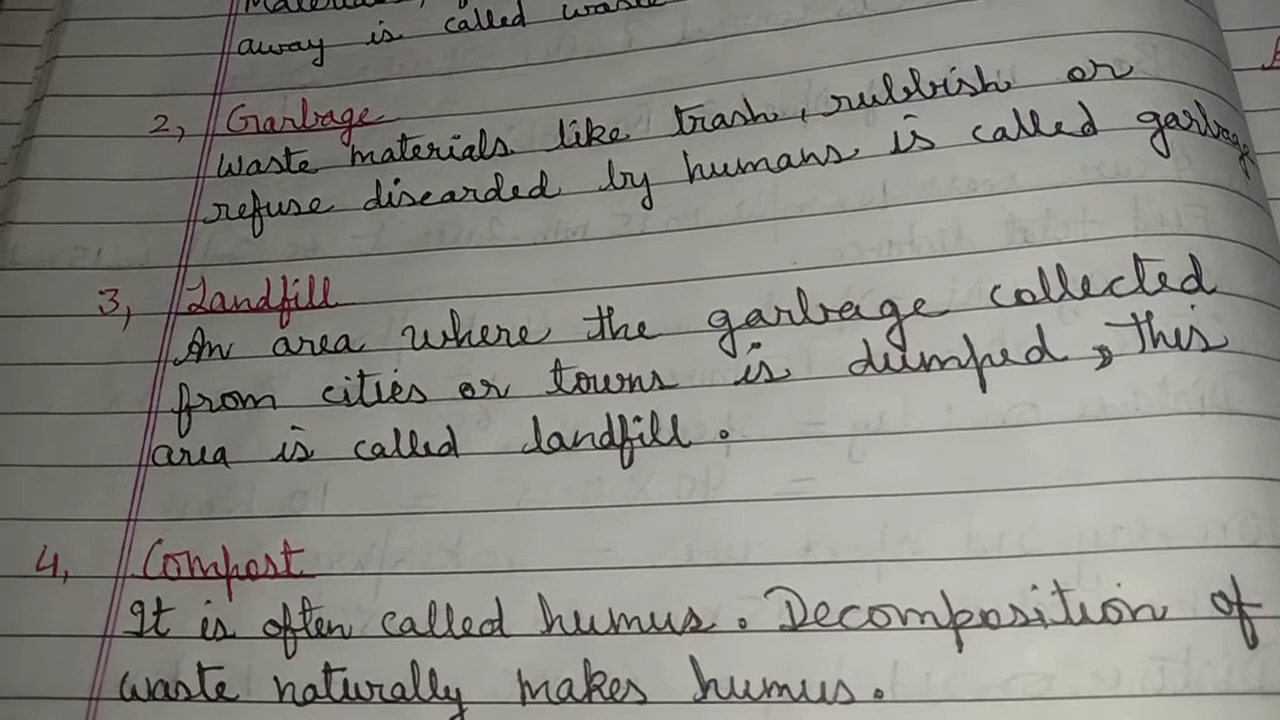 away is called waste
2, Garbage
waste materials like trash, rubbish or
refuse discarded by humans is called garbage
3, Landfill
An area where the garbage collected
from cities or towns is dumped, this
area is called landfill.
4, Compost
It is often called humus. Decomposition of
waste naturally makes humus.